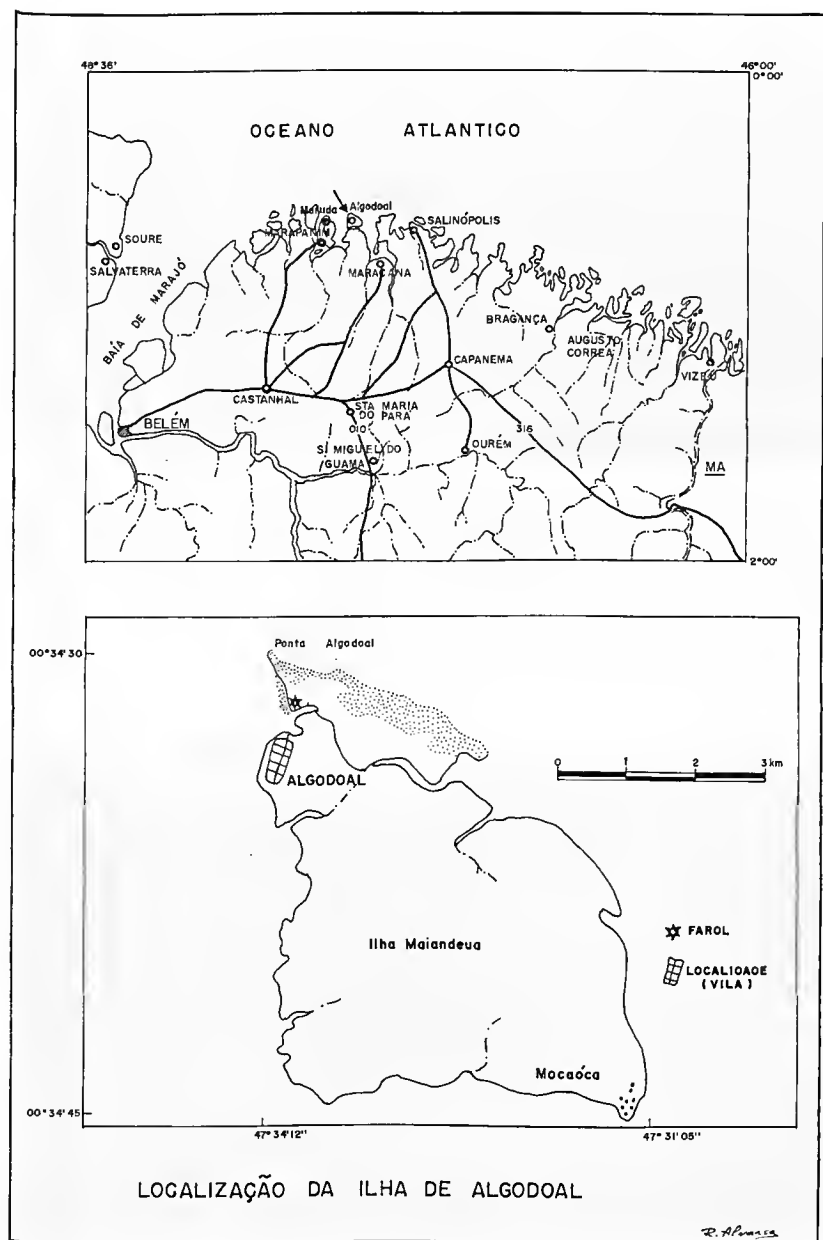 48° 36'
46°00'
0°00'
OCEANO ATLANTICO
Algodoal
SALINÓPOLIS
MARAPANIM
SOURE
SALVATERRA
MARACANA
BAÍA DE MARAJÓ
BRAGANÇA
AUGUSTO
CORREA
CAPANEMA
VIZEU
CASTANHAL
STA MARIA
DO PARÁ
BELÉM
010
316
S. MIGUEL DO
GUAMA
OURÉM
MA
2°00'
Ponta Algodoal
00°34'30
0 1 2 3 km
ALGODOAL
Ilha Maiandeua
FAROL
LOCALIDADE
(VILA)
Mocaóca
00°34'45
47°34'12"
47°31'05"
LOCALIZAÇÃO DA ILHA DE ALGODOAL